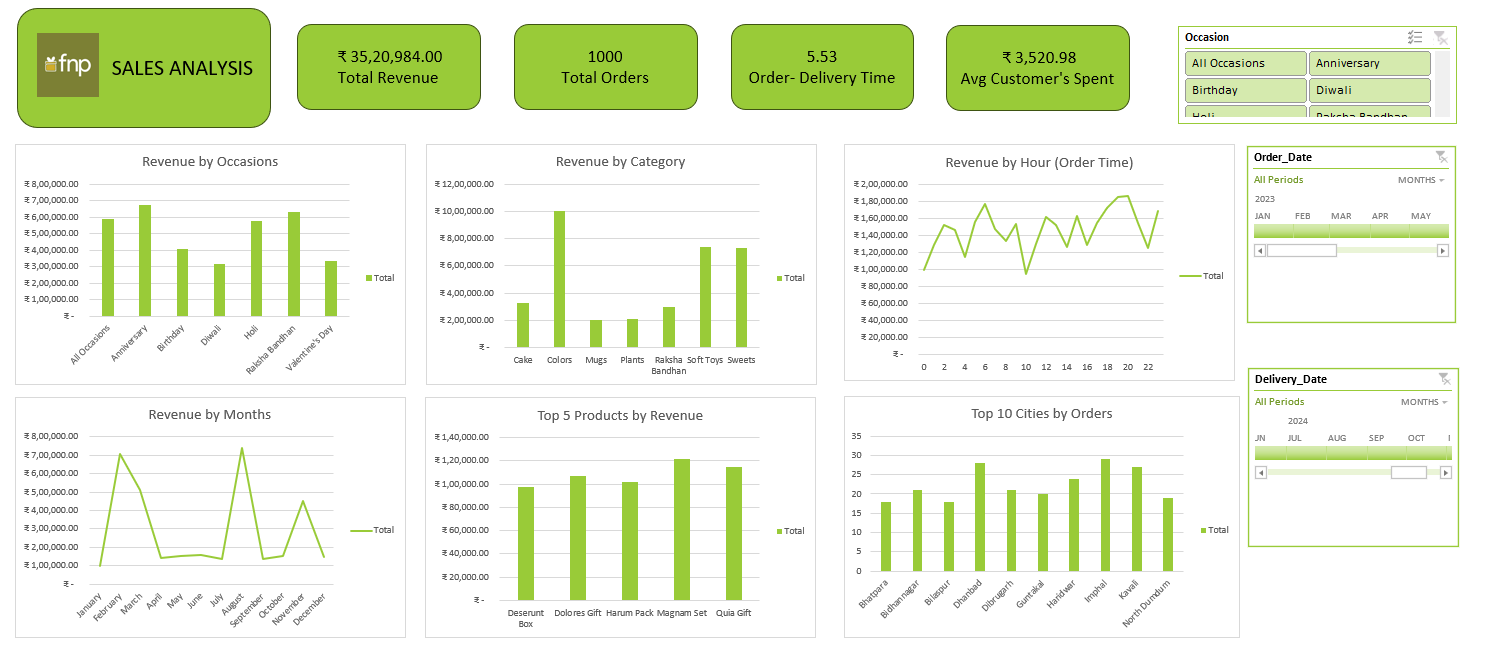 fnp
SALES ANALYSIS
₹ 35,20,984.00
Total Revenue
1000
Total Orders
5.53
Order- Delivery Time
₹ 3,520.98
Avg Customer's Spent
Occasion
All Occasions
Anniversary
Birthday
Diwali
Holi
Raksha Bandhan
Revenue by Occasions
₹ 8,00,000.00
₹ 7,00,000.00
₹ 6,00,000.00
₹ 5,00,000.00
₹ 4,00,000.00
₹ 3,00,000.00
₹ 2,00,000.00
₹ 1,00,000.00
₹ -
All Occasions
Anniversary
Birthday
Diwali
Holi
Raksha Bandhan
Valentine's Day
Total
Revenue by Category
₹ 12,00,000.00
₹ 10,00,000.00
₹ 8,00,000.00
₹ 6,00,000.00
₹ 4,00,000.00
₹ 2,00,000.00
₹ -
Cake
Colors
Mugs
Plants
Raksha
Bandhan
Soft Toys
Sweets
Total
Revenue by Hour (Order Time)
₹ 2,00,000.00
₹ 1,80,000.00
₹ 1,60,000.00
₹ 1,40,000.00
₹ 1,20,000.00
₹ 1,00,000.00
₹ 80,000.00
₹ 60,000.00
₹ 40,000.00
₹ 20,000.00
₹ -
0 2 4 6 8 10 12 14 16 18 20 22
Total
Order_Date
All Periods
MONTHS
2023
JAN FEB MAR APR MAY
Revenue by Months
₹ 8,00,000.00
₹ 7,00,000.00
₹ 6,00,000.00
₹ 5,00,000.00
₹ 4,00,000.00
₹ 3,00,000.00
₹ 2,00,000.00
₹ 1,00,000.00
₹ -
January
February
March
April
May
June
July
August
September
October
November
December
Total
Top 5 Products by Revenue
₹ 1,40,000.00
₹ 1,20,000.00
₹ 1,00,000.00
₹ 80,000.00
₹ 60,000.00
₹ 40,000.00
₹ 20,000.00
₹ -
Deserunt
Box
Dolores Gift
Harum Pack
Magnam Set
Quia Gift
Total
Top 10 Cities by Orders
35
30
25
20
15
10
5
0
Bhatpara
Bidhannagar
Bilaspur
Dhanbad
Dibrugarh
Guntakal
Haridwar
Imphal
Kavali
North Dumdum
Total
Delivery_Date
All Periods
MONTHS
2024
JN JUL AUG SEP OCT